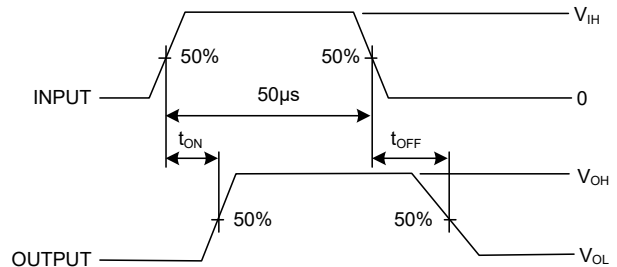 V_IH
50% 50%
50µs
INPUT 0
t_ON t_OFF
V_OH
50% 50%
OUTPUT V_OL